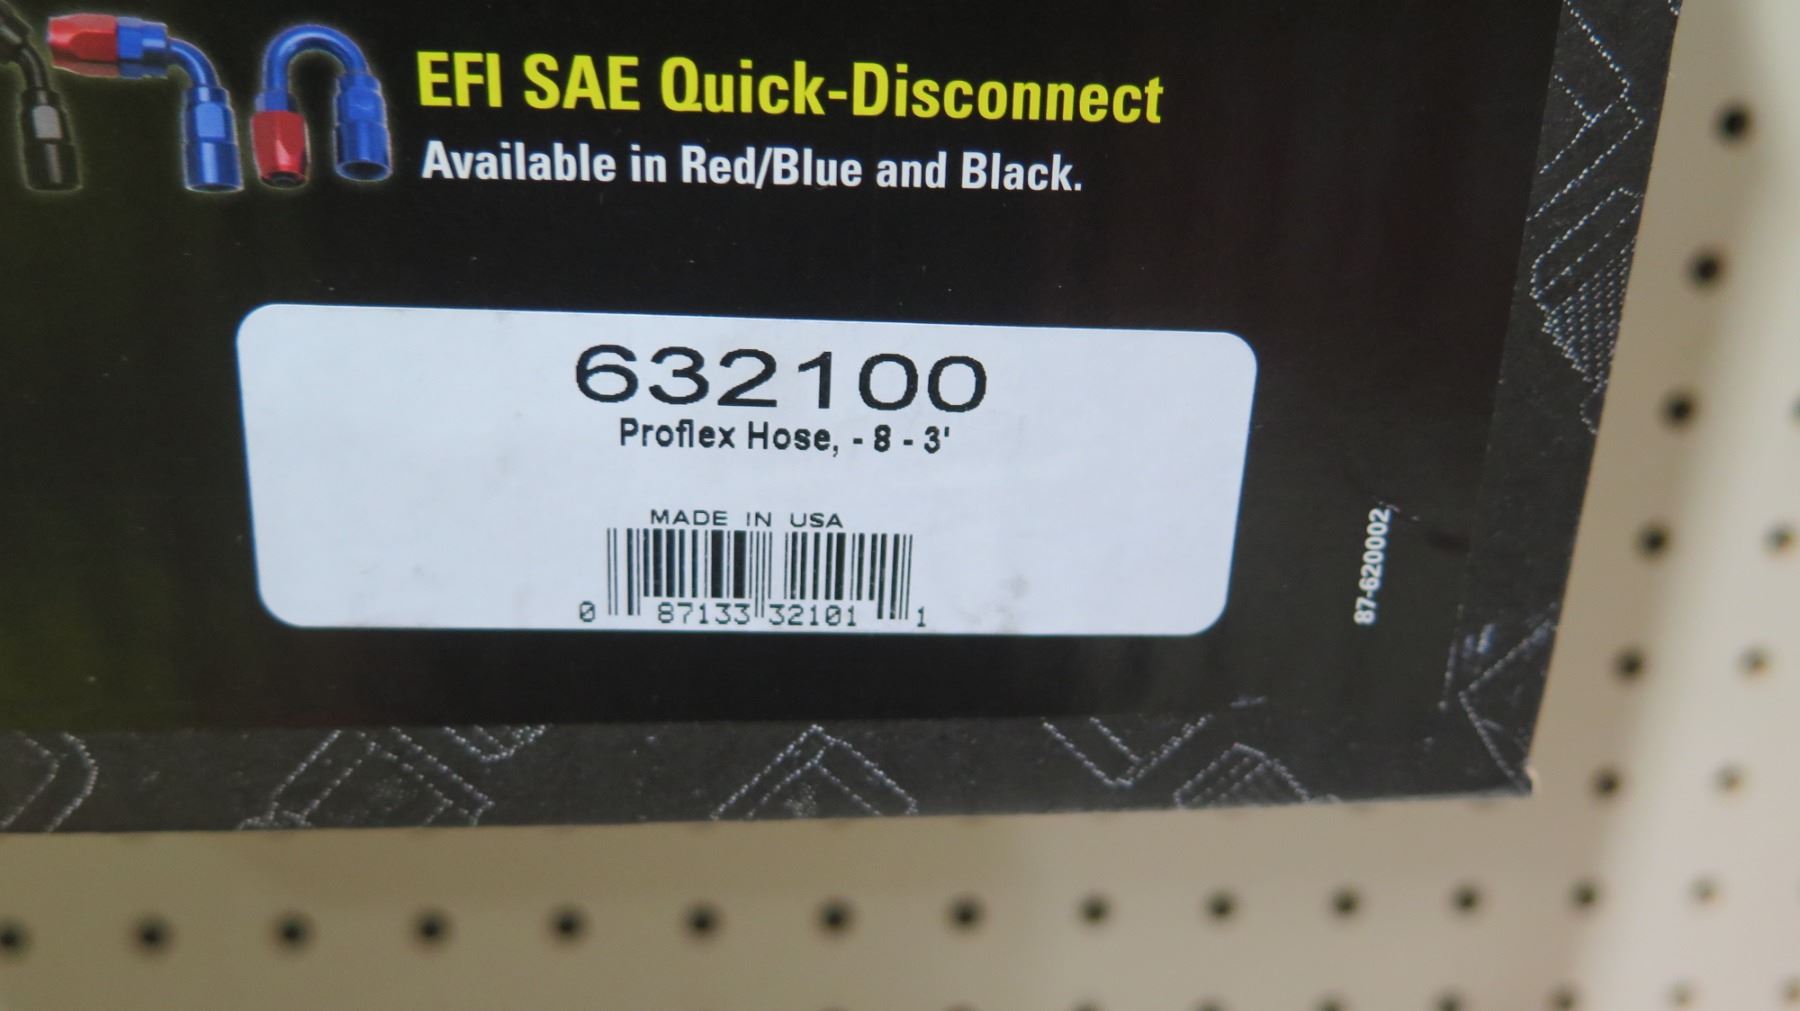 EFI SAE Quick-Disconnect
Available in Red/Blue and Black.
632100
Proflex Hose, - 8 - 3'
MADE IN USA
0 87133 32101 1
87-620002